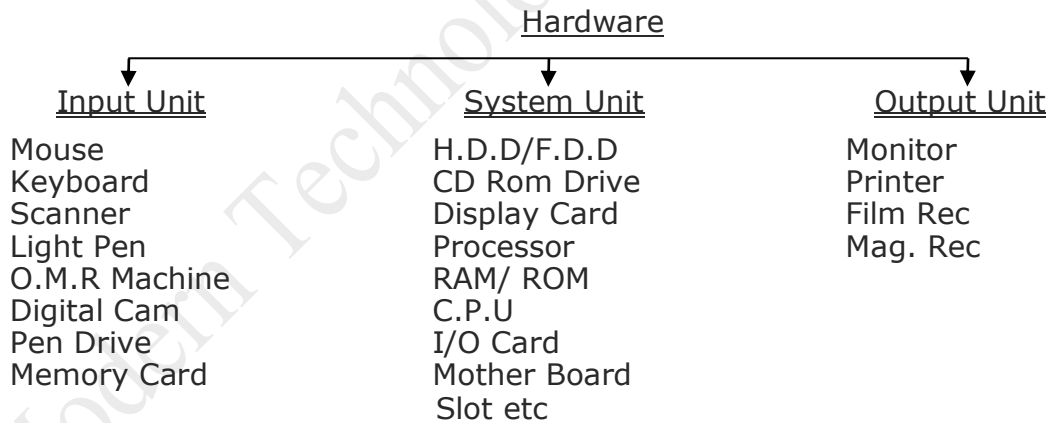 Hardware
Input Unit
Mouse
Keyboard
Scanner
Light Pen
O.M.R Machine
Digital Cam
Pen Drive
Memory Card
System Unit
H.D.D/F.D.D
CD Rom Drive
Display Card
Processor
RAM/ ROM
C.P.U
I/O Card
Mother Board
Slot etc
Output Unit
Monitor
Printer
Film Rec
Mag. Rec
Modern Technol